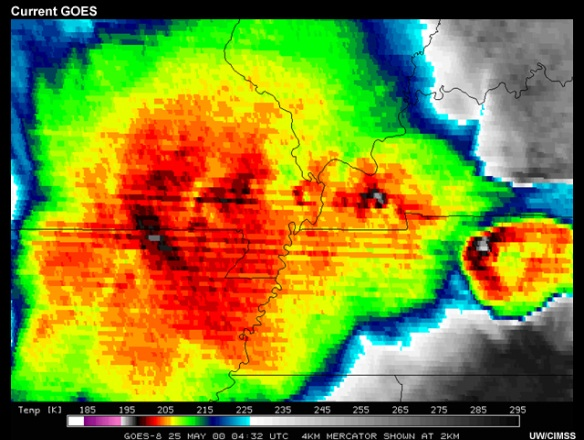 Current GOES
Temp [K] 185 195 205 215 225 235 245 255 265 275 285 295
GOES-8 25 MAY 00 04:32 UTC 4KM MERCATOR SHOWN AT 2KM
UW/CIMSS